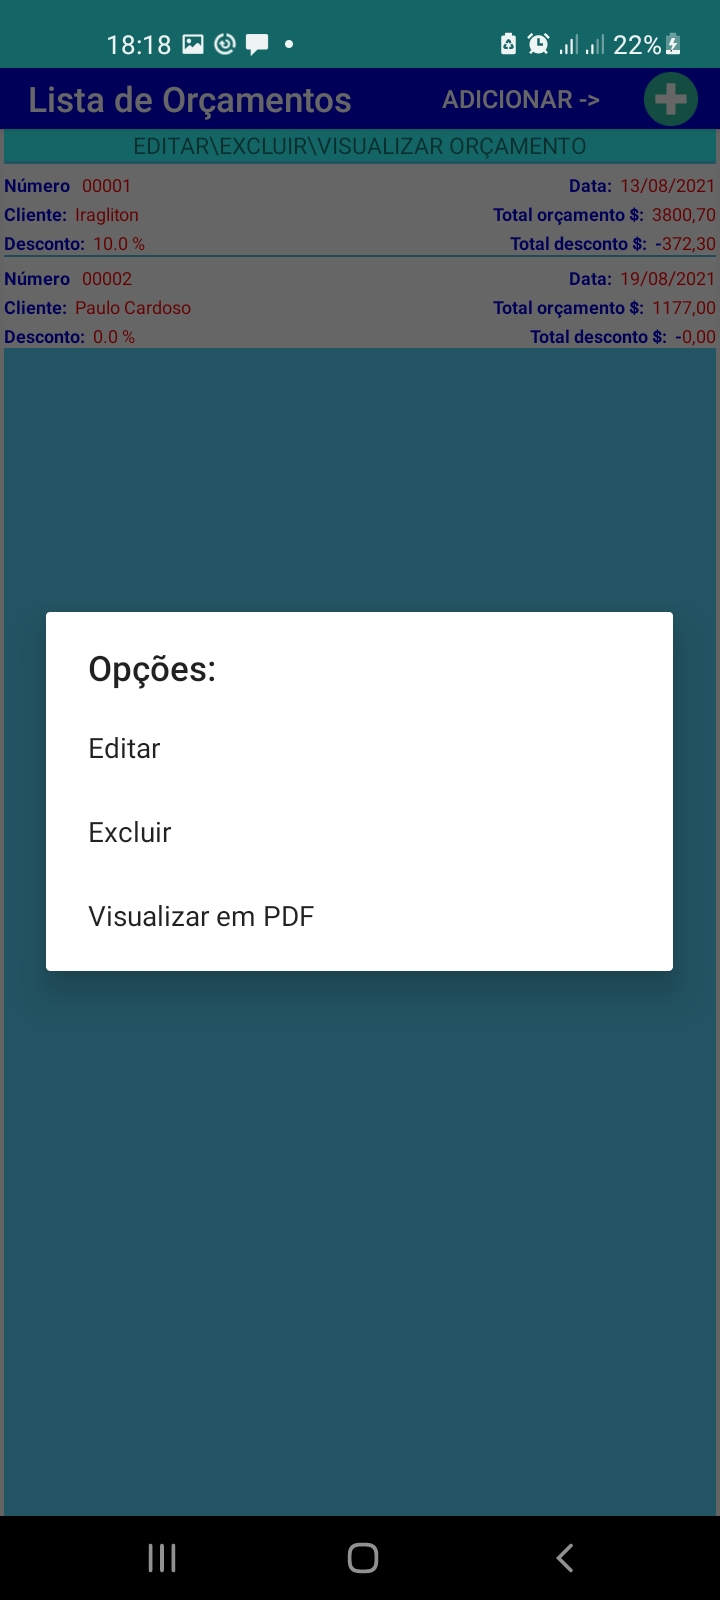 18:18 22%
Lista de Orçamentos ADICIONAR ->
EDITAR\EXCLUIR\VISUALIZAR ORÇAMENTO
Número 00001 Data: 13/08/2021
Cliente: Iragliton Total orçamento $: 3800,70
Desconto: 10.0 % Total desconto $: -372,30
Número 00002 Data: 19/08/2021
Cliente: Paulo Cardoso Total orçamento $: 1177,00
Desconto: 0.0 % Total desconto $: -0,00
Opções:
Editar
Excluir
Visualizar em PDF